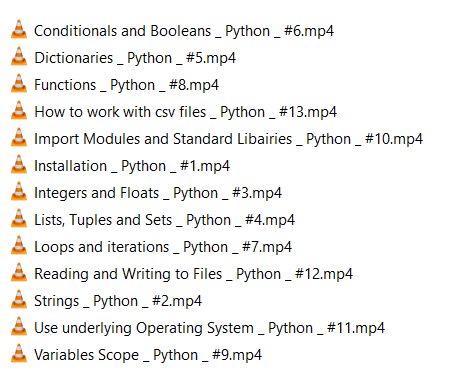 Conditionals and Booleans _ Python _ #6.mp4
Dictionaries _ Python _ #5.mp4
Functions _ Python _ #8.mp4
How to work with csv files _ Python _ #13.mp4
Import Modules and Standard Libairies _ Python _ #10.mp4
Installation _ Python _ #1.mp4
Integers and Floats _ Python _ #3.mp4
Lists, Tuples and Sets _ Python _ #4.mp4
Loops and iterations _ Python _ #7.mp4
Reading and Writing to Files _ Python _ #12.mp4
Strings _ Python _ #2.mp4
Use underlying Operating System _ Python _ #11.mp4
Variables Scope _ Python _ #9.mp4